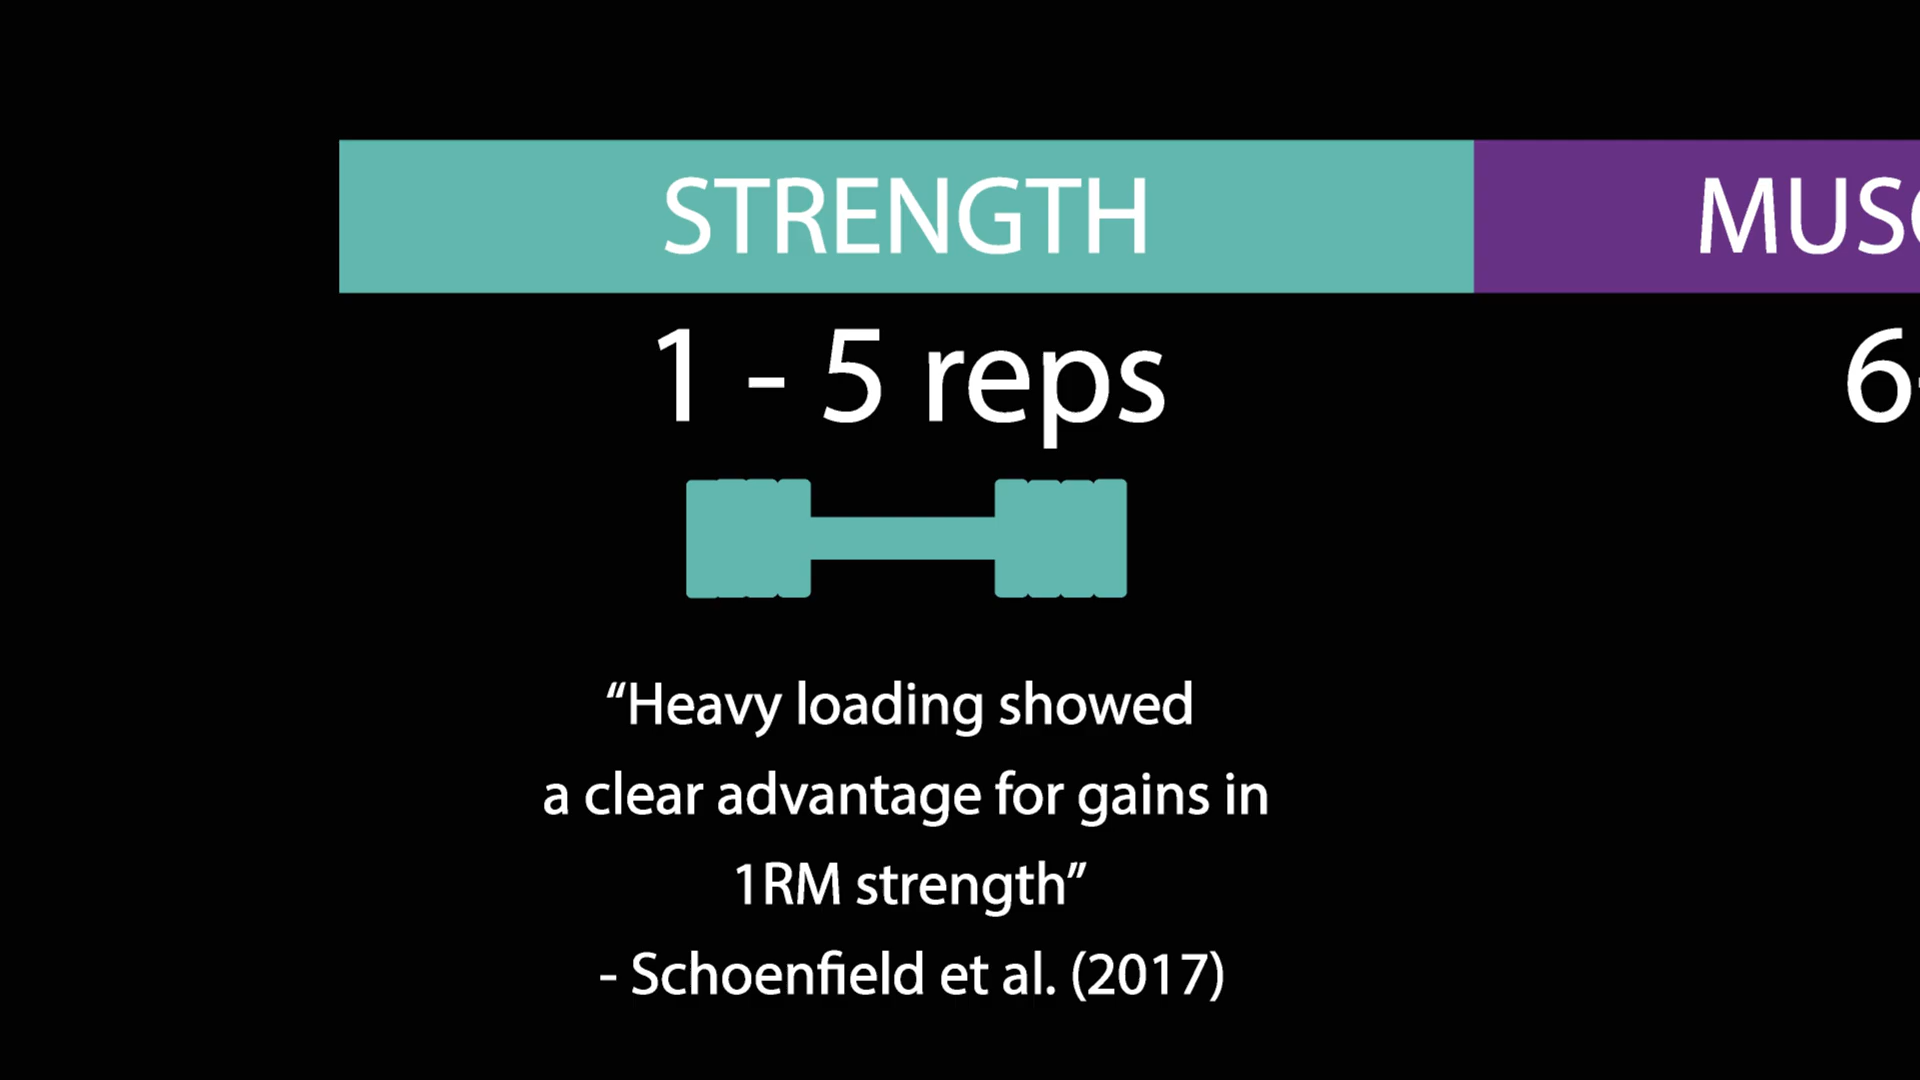 STRENGTH
1 - 5 reps
“Heavy loading showed
a clear advantage for gains in
1RM strength”
- Schoenfield et al. (2017)